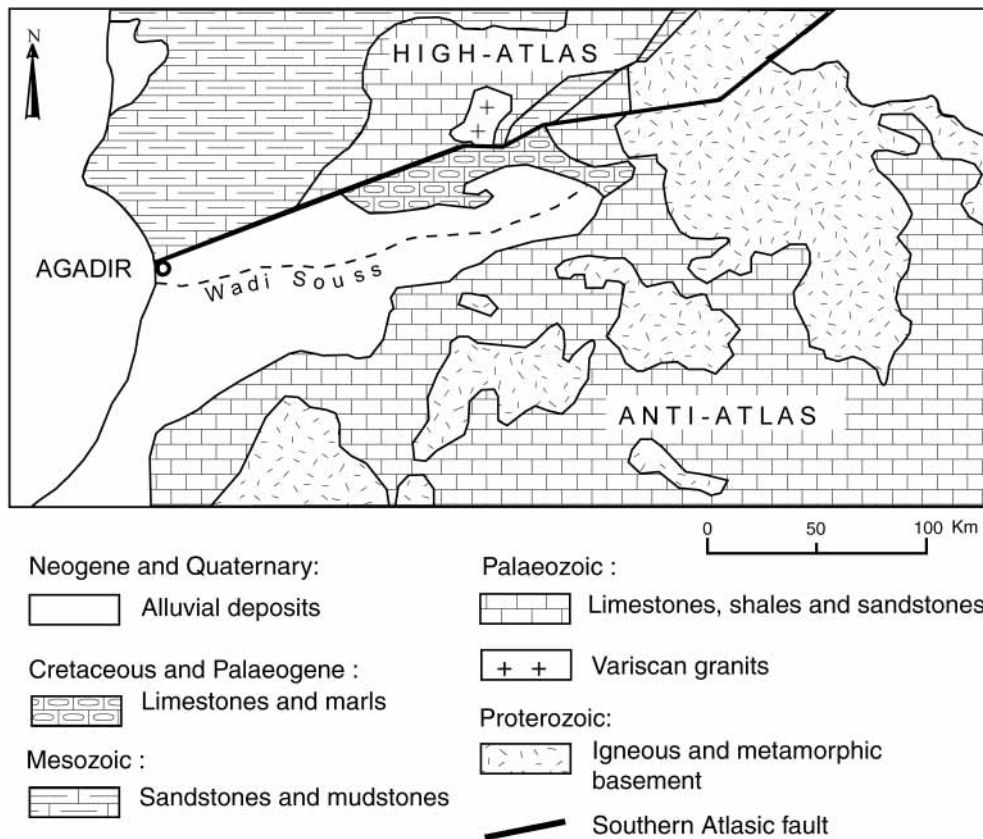 N
HIGH-ATLAS
AGADIR
Wadi Souss
ANTI-ATLAS
0 50 100 Km
Neogene and Quaternary:
Alluvial deposits
Cretaceous and Palaeogene :
Limestones and marls
Mesozoic :
Sandstones and mudstones
Palaeozoic :
Limestones, shales and sandstones
Variscan granits
Proterozoic:
Igneous and metamorphic
basement
Southern Atlasic fault